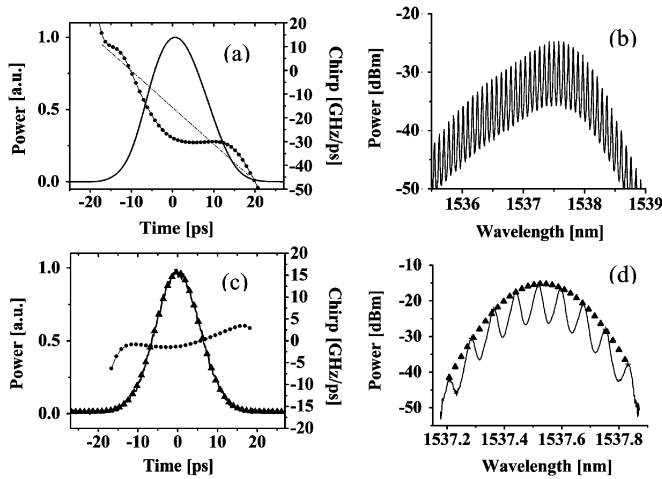 (a)
1.0
0.5
0.0
Power [a.u.]
20
10
0
-10
-20
-30
-40
-50
Chirp [GHz/ps]
-20 -10 0 10 20
Time [ps]
(b)
-20
-30
-40
-50
Power [dBm]
1536 1537 1538 1539
Wavelength [nm]
(c)
1.0
0.5
0.0
Power [a.u.]
20
15
10
5
0
-5
-10
-15
-20
Chirp [GHz/ps]
-20 -10 0 10 20
Time [ps]
(d)
-10
-20
-30
-40
-50
Power [dBm]
1537.2 1537.4 1537.6 1537.8
Wavelength [nm]